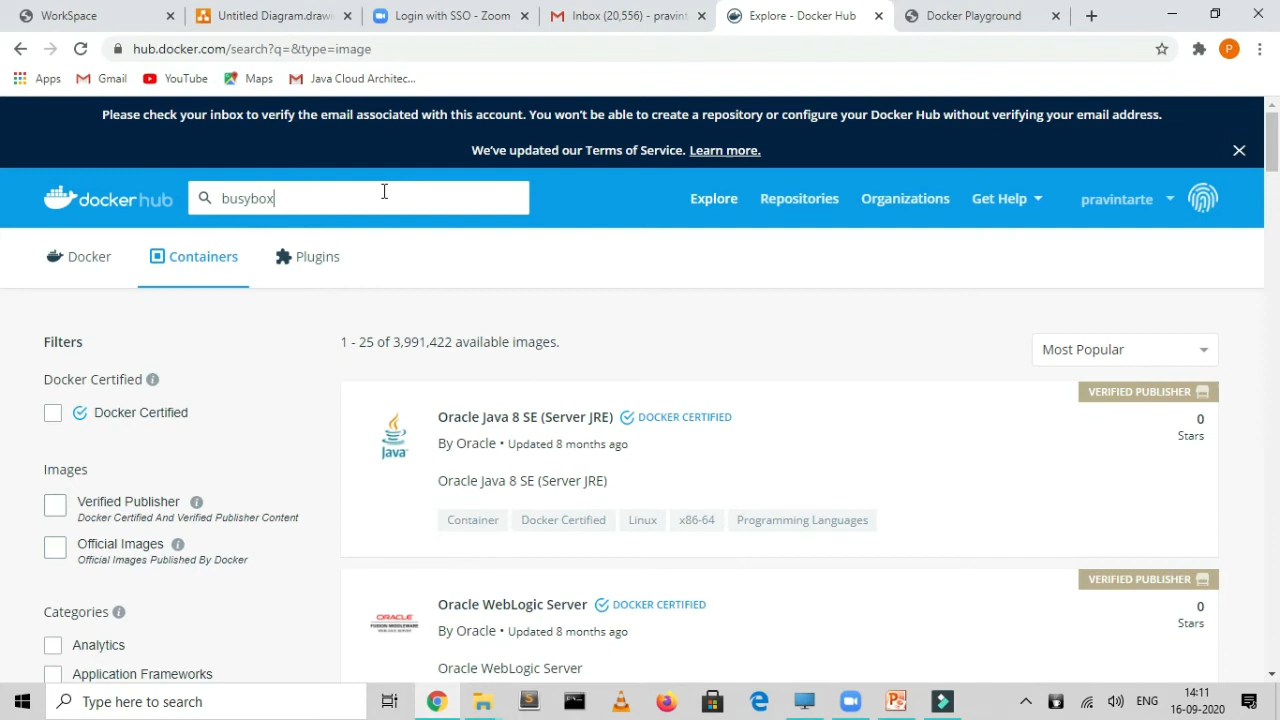 WorkSpace
Untitled Diagram.draw
Login with SSO - Zoom
Inbox (20,556) - pravint
Explore - Docker Hub
Docker Playground
hub.docker.com/search?q=&type=image
P
Apps
Gmail
YouTube
Maps
Java Cloud Architec...
Please check your inbox to verify the email associated with this account. You won't be able to create a repository or configure your Docker Hub without verifying your email address.
We've updated our Terms of Service. Learn more.
dockerhub
busybox
Explore
Repositories
Organizations
Get Help
pravintarte
Docker
Containers
Plugins
Filters
1 - 25 of 3,991,422 available images.
Most Popular
Docker Certified
Docker Certified
Images
Verified Publisher
Docker Certified And Verified Publisher Content
Official Images
Official Images Published By Docker
Categories
Analytics
Application Frameworks
VERIFIED PUBLISHER
Java
Oracle Java 8 SE (Server JRE)
DOCKER CERTIFIED
0
Stars
By Oracle • Updated 8 months ago
Oracle Java 8 SE (Server JRE)
Container
Docker Certified
Linux
x86-64
Programming Languages
VERIFIED PUBLISHER
ORACLE
Oracle WebLogic Server
DOCKER CERTIFIED
0
Stars
By Oracle • Updated 8 months ago
Oracle WebLogic Server
Type here to search
ENG
14:11
16-09-2020